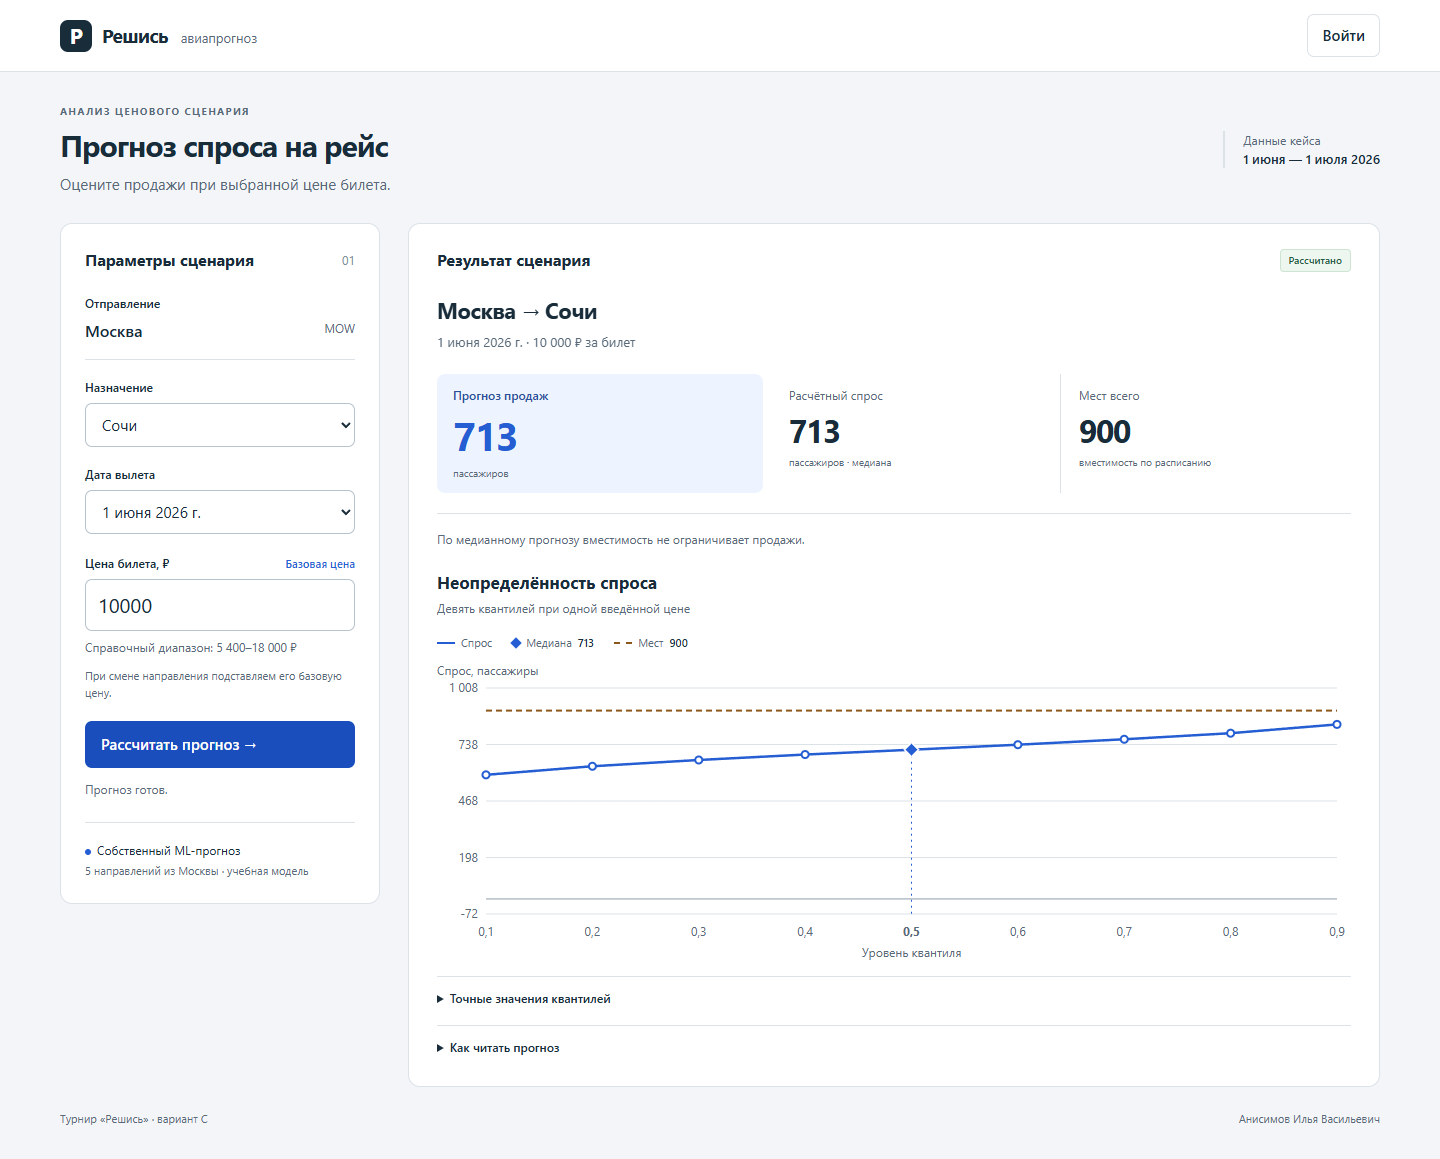 Р Решись авиапрогноз
Войти
АНАЛИЗ ЦЕНОВОГО СЦЕНАРИЯ
Прогноз спроса на рейс
Оцените продажи при выбранной цене билета.
Данные кейса
1 июня — 1 июля 2026
Параметры сценария 01
Отправление
Москва MOW
Назначение
Сочи
Дата вылета
1 июня 2026 г.
Цена билета, ₽ Базовая цена
10000
Справочный диапазон: 5 400–18 000 ₽
При смене направления подставляем его базовую
цену.
Рассчитать прогноз →
Прогноз готов.
Собственный ML-прогноз
5 направлений из Москвы · учебная модель
Результат сценария Рассчитано
Москва → Сочи
1 июня 2026 г. · 10 000 ₽ за билет
Прогноз продаж
713
пассажиров
Расчётный спрос
713
пассажиров · медиана
Мест всего
900
вместимость по расписанию
По медианному прогнозу вместимость не ограничивает продажи.
Неопределённость спроса
Девять квантилей при одной введённой цене
Спрос Медиана 713 Мест 900
Спрос, пассажиры
1 008
738
468
198
-72
0,1 0,2 0,3 0,4 0,5 0,6 0,7 0,8 0,9
Уровень квантиля
Точные значения квантилей
Как читать прогноз
Турнир «Решись» · вариант C
Анисимов Илья Васильевич